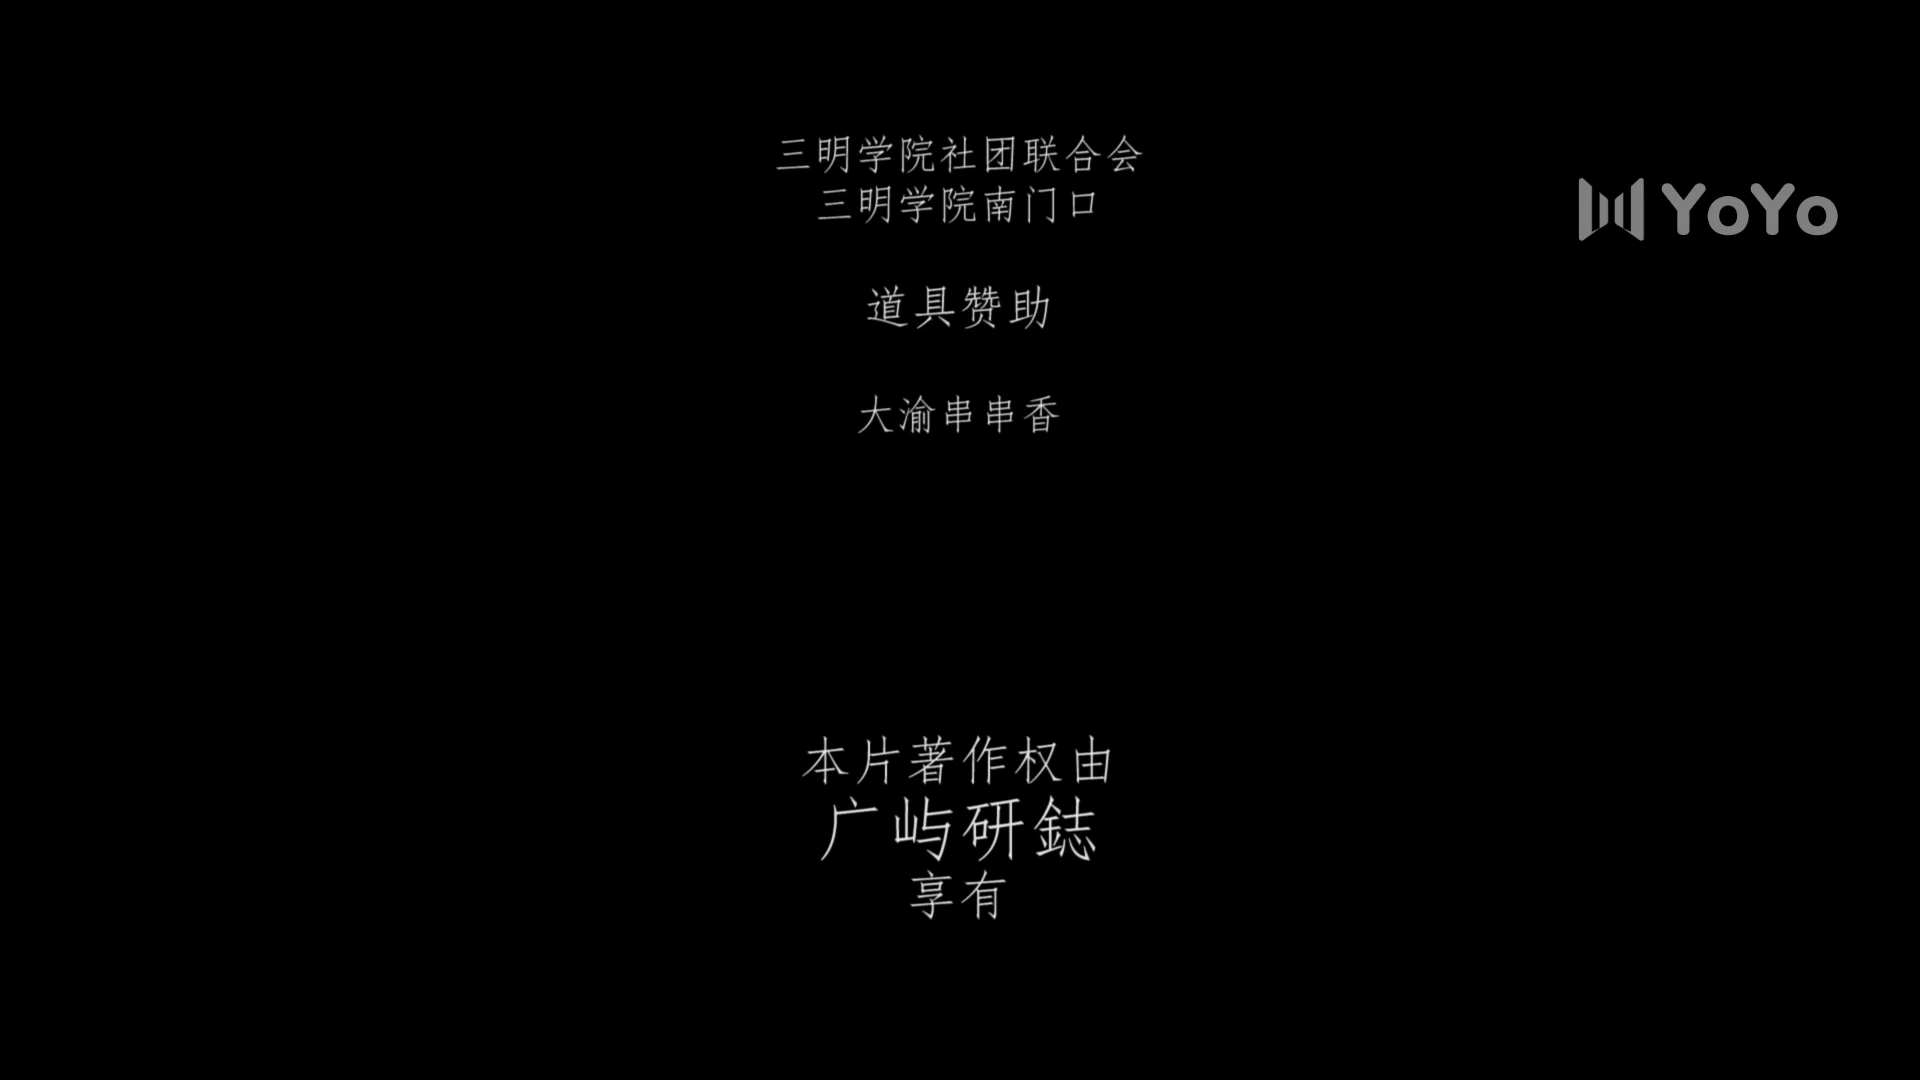 三明学院社团联合会
三明学院南门口
YoYo
道具赞助
大渝串串香
本片著作权由
广屿研誌
享有